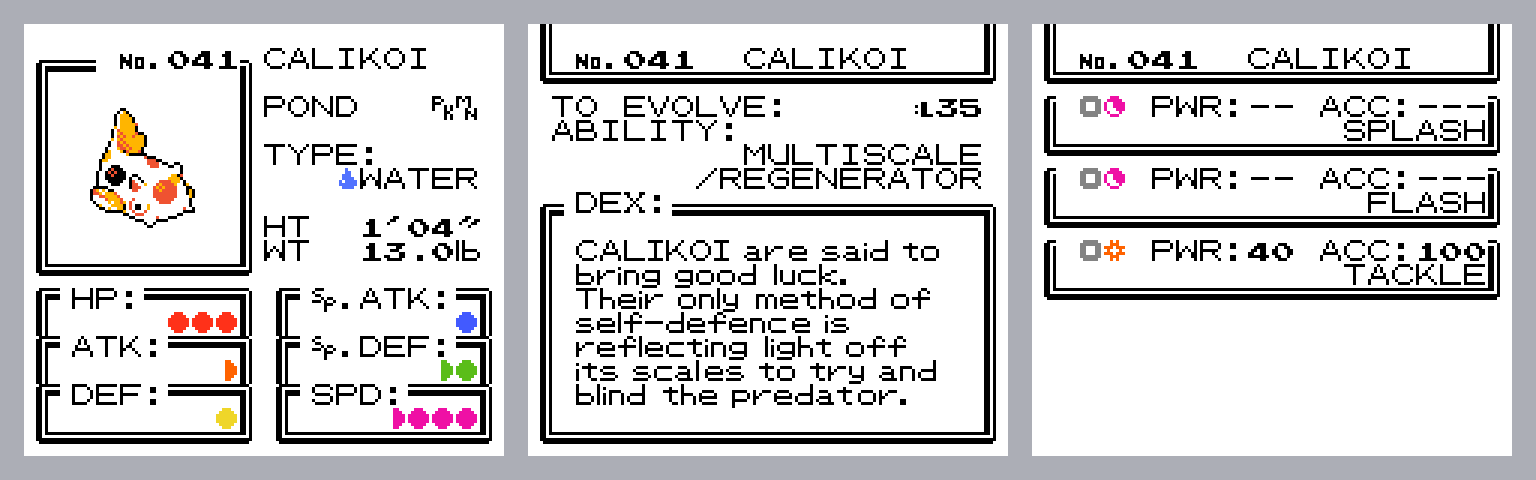 No.041 CALIKOI
POND PKMN
TYPE:
WATER
HT 1'04"
WT 13.0lb
HP:
ATK:
DEF:
Sp.ATK:
Sp.DEF:
SPD:
No.041 CALIKOI
TO EVOLVE: :L35
ABILITY:
MULTISCALE
/REGENERATOR
DEX:
CALIKOI are said to
bring good luck.
Their only method of
self-defence is
reflecting light off
its scales to try and
blind the predator.
No.041 CALIKOI
PWR:-- ACC:---
SPLASH
PWR:-- ACC:---
FLASH
PWR:40 ACC:100
TACKLE